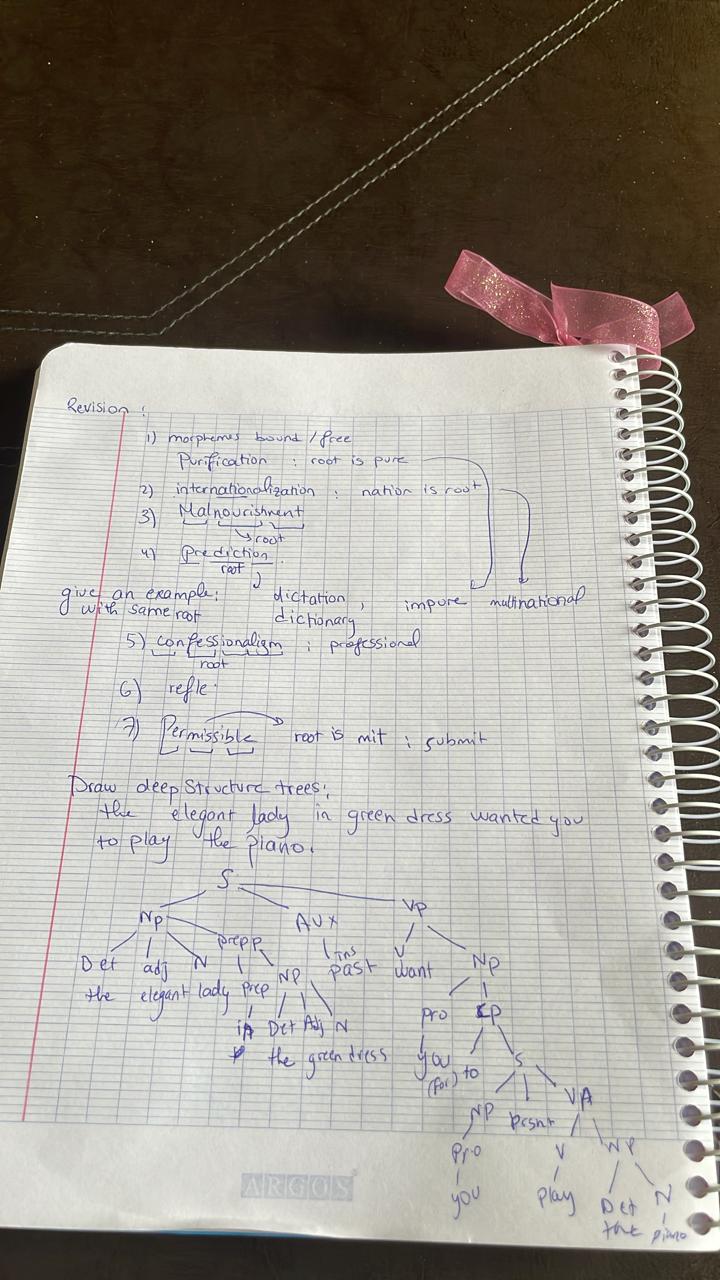 Revision :
1) morphemes bound / free
Purification : root is pure
2) internationalization : nation is root
3) Malnourishment
root
4) Prediction
root
give an example: dictation , impure multinational
with same root dictionary
5) confessionalism : professional
root
6) refle
7) Permissible root is mit : submit
Draw deep structure trees:
the elegant lady in green dress wanted you
to play the piano.
S
Np AUX Vp
Det adj N prepp tns past V want Np
the elegant lady prep NP pro cp
in Det Adj N you (for) to S
the green dress
NP VA
Pro V NP
you play Det N
the piano
ARGOS